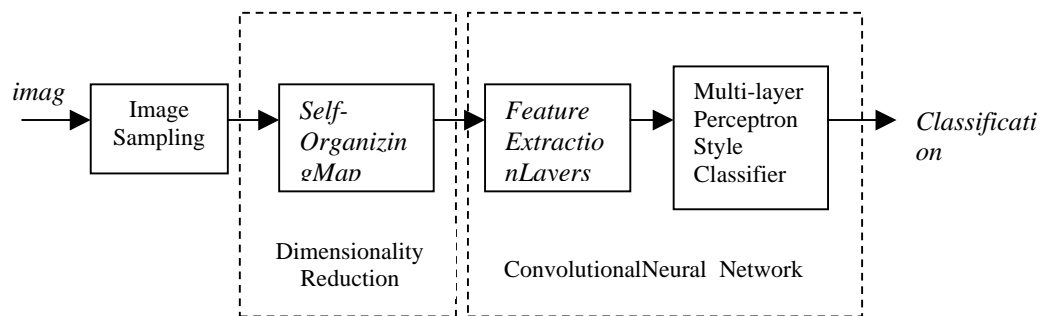 imag
Image
Sampling
Self-
Organizin
gMap
Feature
Extractio
nLayers
Multi-layer
Perceptron
Style
Classifier
Classificati
on
Dimensionality
Reduction
ConvolutionalNeural Network